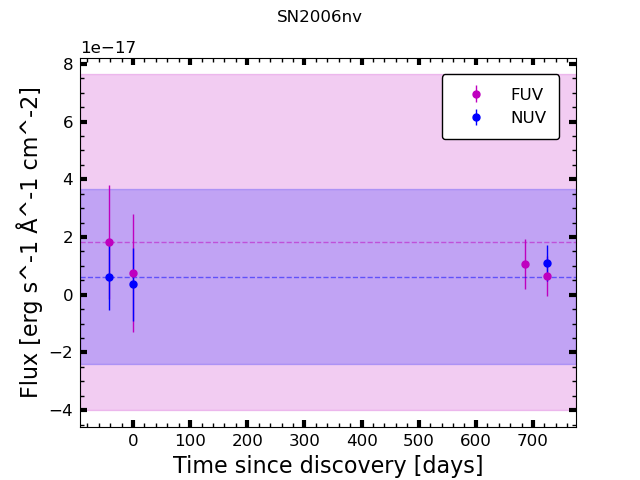 SN2006nv
1e−17
8
6
4
2
0
−2
−4
Flux [erg s^-1 Å^-1 cm^-2]
FUV
NUV
0 100 200 300 400 500 600 700
Time since discovery [days]